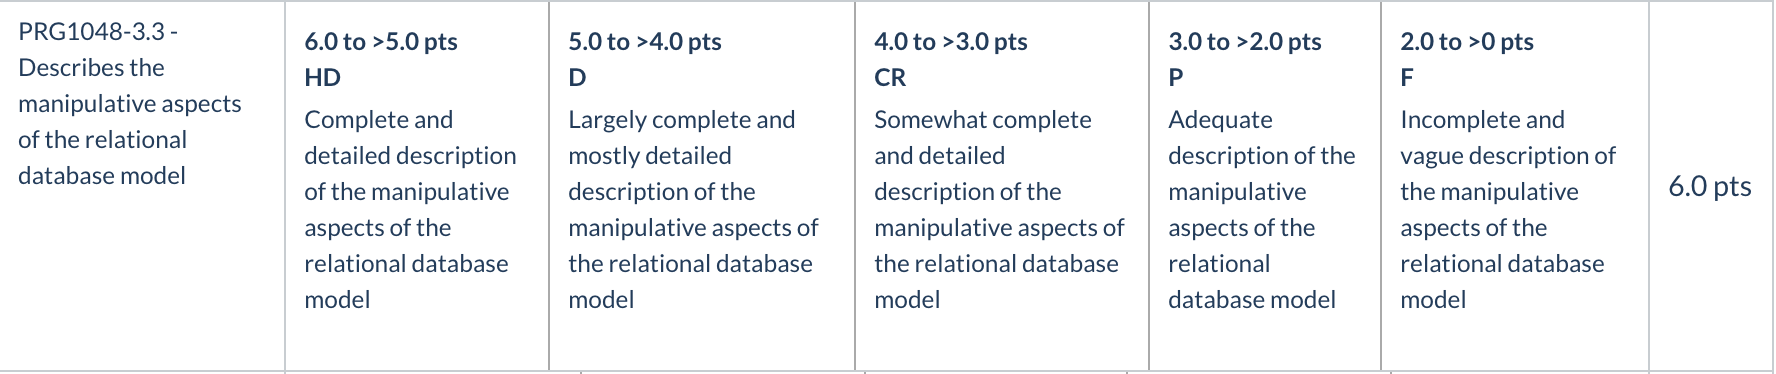 PRG1048-3.3 -
Describes the
manipulative aspects
of the relational
database model
6.0 to >5.0 pts
HD
Complete and
detailed description
of the manipulative
aspects of the
relational database
model
5.0 to >4.0 pts
D
Largely complete and
mostly detailed
description of the
manipulative aspects of
the relational database
model
4.0 to >3.0 pts
CR
Somewhat complete
and detailed
description of the
manipulative aspects of
the relational database
model
3.0 to >2.0 pts
P
Adequate
description of the
manipulative
aspects of the
relational
database model
2.0 to >0 pts
F
Incomplete and
vague description of
the manipulative
aspects of the
relational database
model
6.0 pts